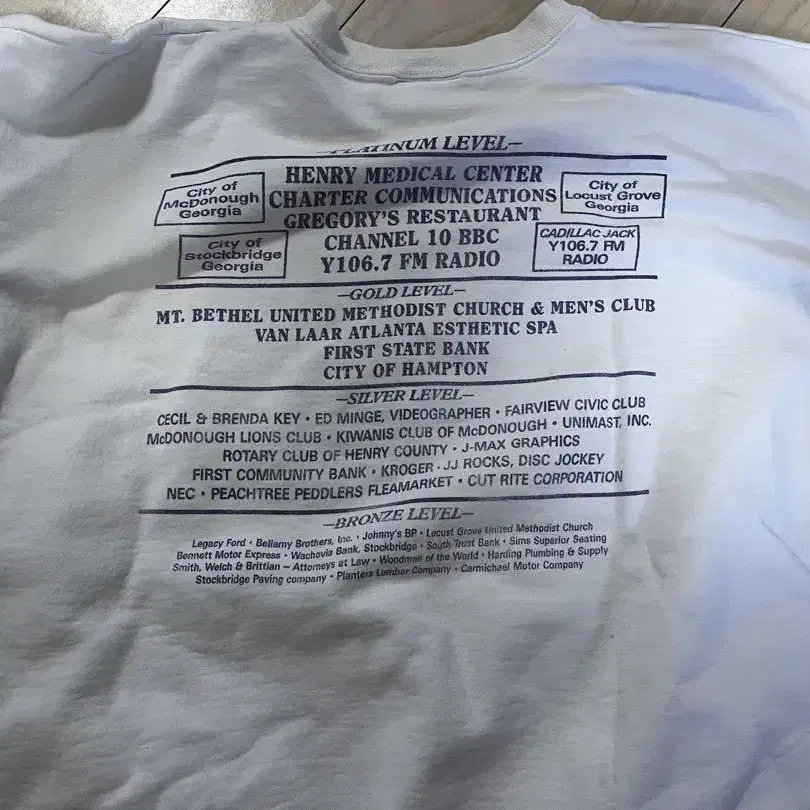 —PLATINUM LEVEL—
HENRY MEDICAL CENTER
CHARTER COMMUNICATIONS
GREGORY'S RESTAURANT
CHANNEL 10 BBC
Y106.7 FM RADIO
City of
McDonough
Georgia
City of
Stockbridge
Georgia
City of
Locust Grove
Georgia
CADILLAC JACK
Y106.7 FM
RADIO
—GOLD LEVEL—
MT. BETHEL UNITED METHODIST CHURCH & MEN'S CLUB
VAN LAAR ATLANTA ESTHETIC SPA
FIRST STATE BANK
CITY OF HAMPTON
—SILVER LEVEL—
CECIL & BRENDA KEY • ED MINGE, VIDEOGRAPHER • FAIRVIEW CIVIC CLUB
McDONOUGH LIONS CLUB • KIWANIS CLUB OF McDONOUGH • UNIMAST, INC.
ROTARY CLUB OF HENRY COUNTY • J-MAX GRAPHICS
FIRST COMMUNITY BANK • KROGER • JJ ROCKS, DISC JOCKEY
NEC • PEACHTREE PEDDLERS FLEAMARKET • CUT RITE CORPORATION
—BRONZE LEVEL—
Legacy Ford • Bellamy Brothers, Inc. • Johnny's BP • Locust Grove United Methodist Church
Bennett Motor Express • Wachovia Bank, Stockbridge • South Trust Bank • Sims Superior Seating
Smith, Welch & Brittian – Attorneys at Law • Woodmen of the World • Harding Plumbing & Supply
Stockbridge Paving company • Planters Lumber Company • Carmichael Motor Company